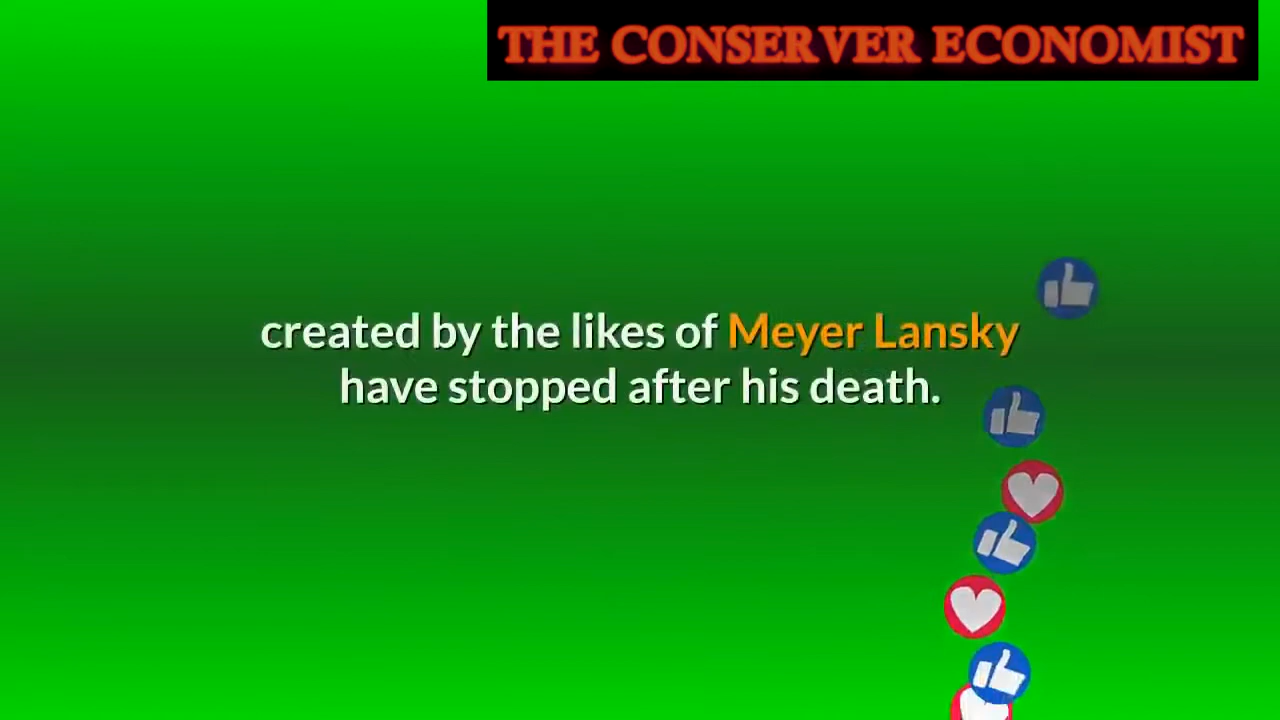 THE CONSERVER ECONOMIST
created by the likes of Meyer Lansky
have stopped after his death.